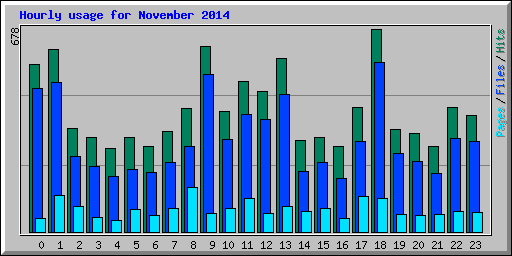 Hourly usage for November 2014
678
Pages/Files/Hits
0 1 2 3 4 5 6 7 8 9 10 11 12 13 14 15 16 17 18 19 20 21 22 23